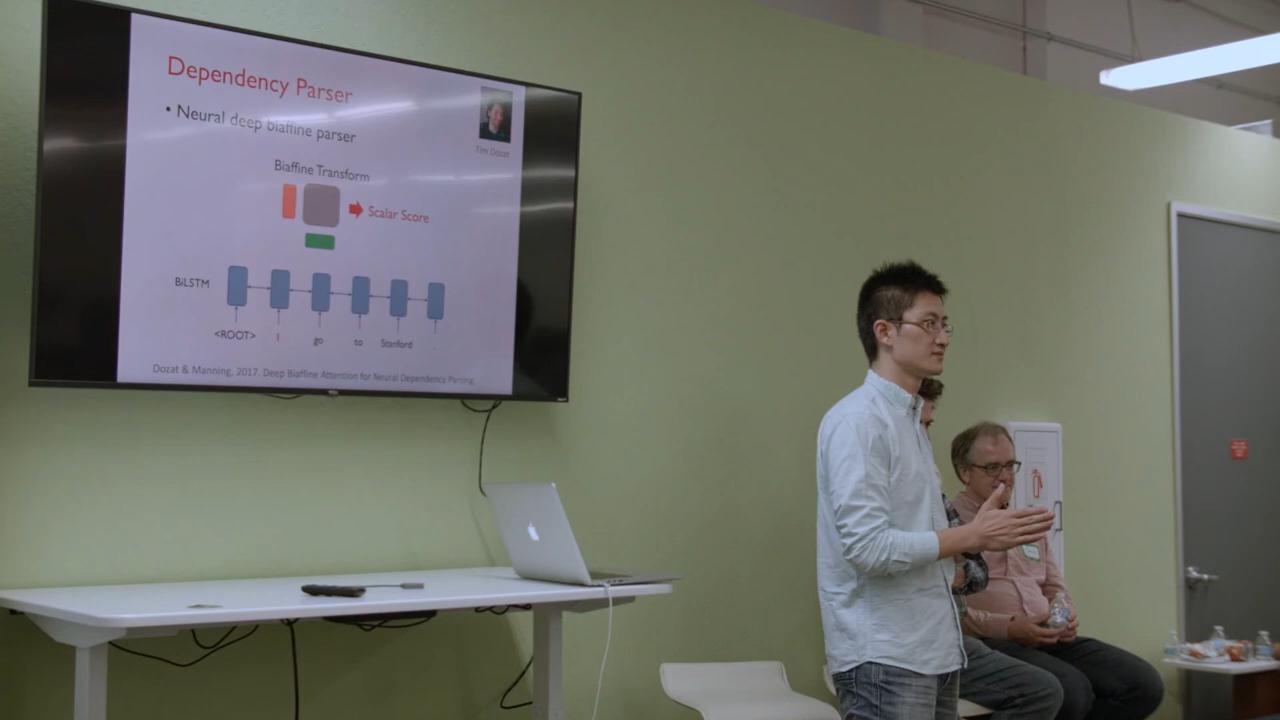 Dependency Parser
• Neural deep biaffine parser
Tim Dozat
Biaffine Transform
Scalar Score
BiLSTM
<ROOT> I go to Stanford
Dozat & Manning, 2017. Deep Biaffine Attention for Neural Dependency Parsing.